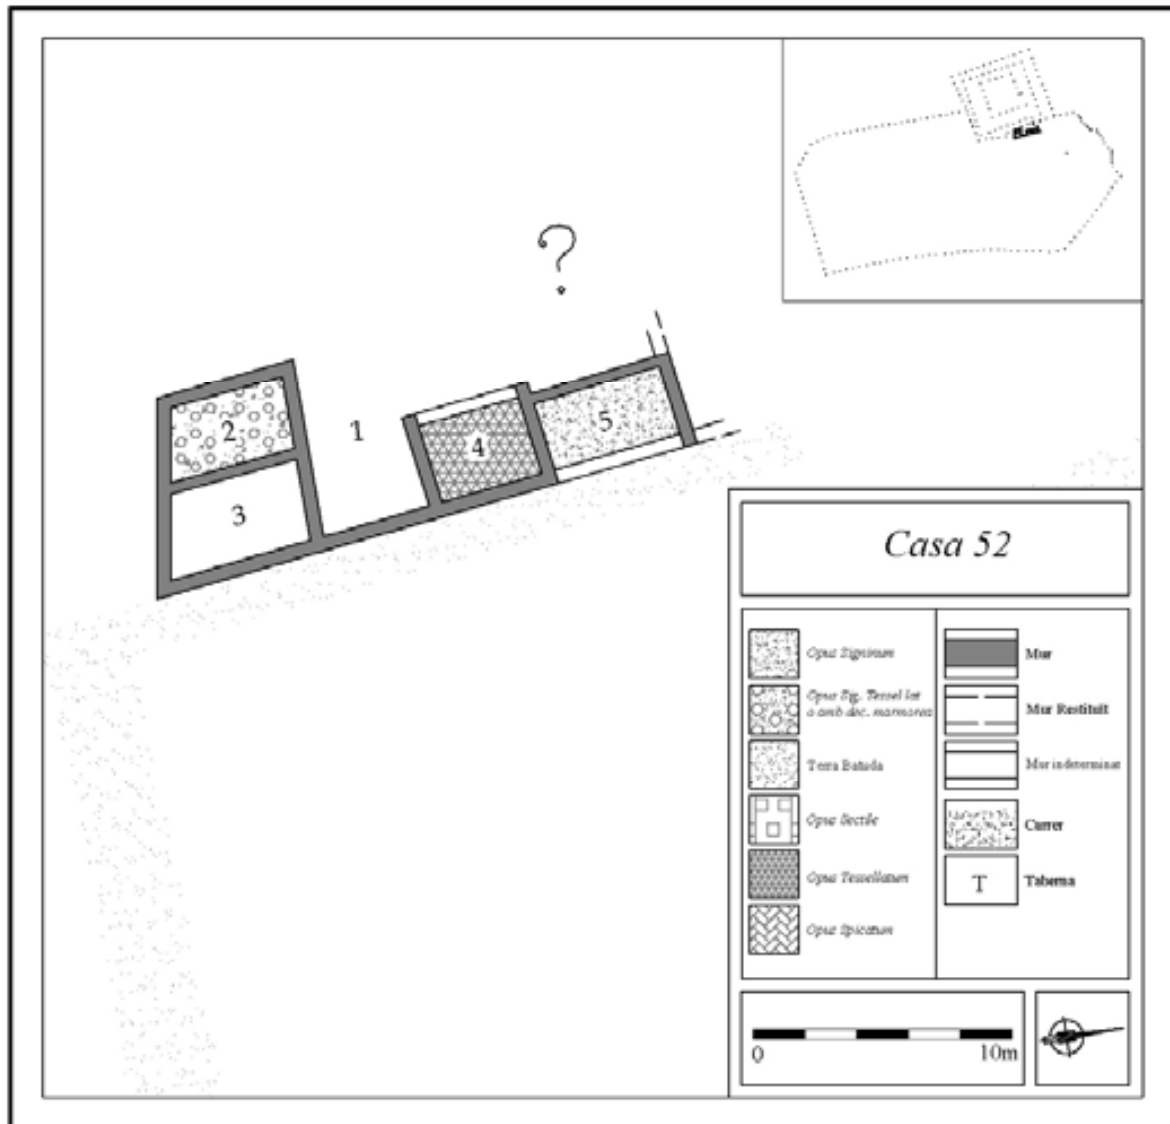 ?
2
1
5
4
3
Casa 52
Opus Signinum
Opus Sig. Tessel lat
o amb dec. marmorea
Terra Batuda
Opus Sectile
Opus Tessellatum
Opus Spicatum
Mur
Mur Restituït
Mur indeterminat
Carrer
T
Taberna
0
10m